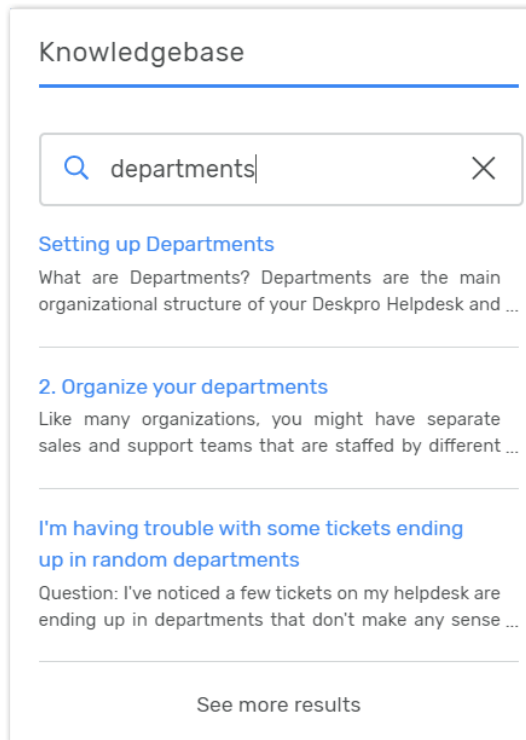 Knowledgebase
departments
Setting up Departments
What are Departments? Departments are the main
organizational structure of your Deskpro Helpdesk and ...
2. Organize your departments
Like many organizations, you might have separate
sales and support teams that are staffed by different ...
I'm having trouble with some tickets ending
up in random departments
Question: I've noticed a few tickets on my helpdesk are
ending up in departments that don't make any sense ...
See more results